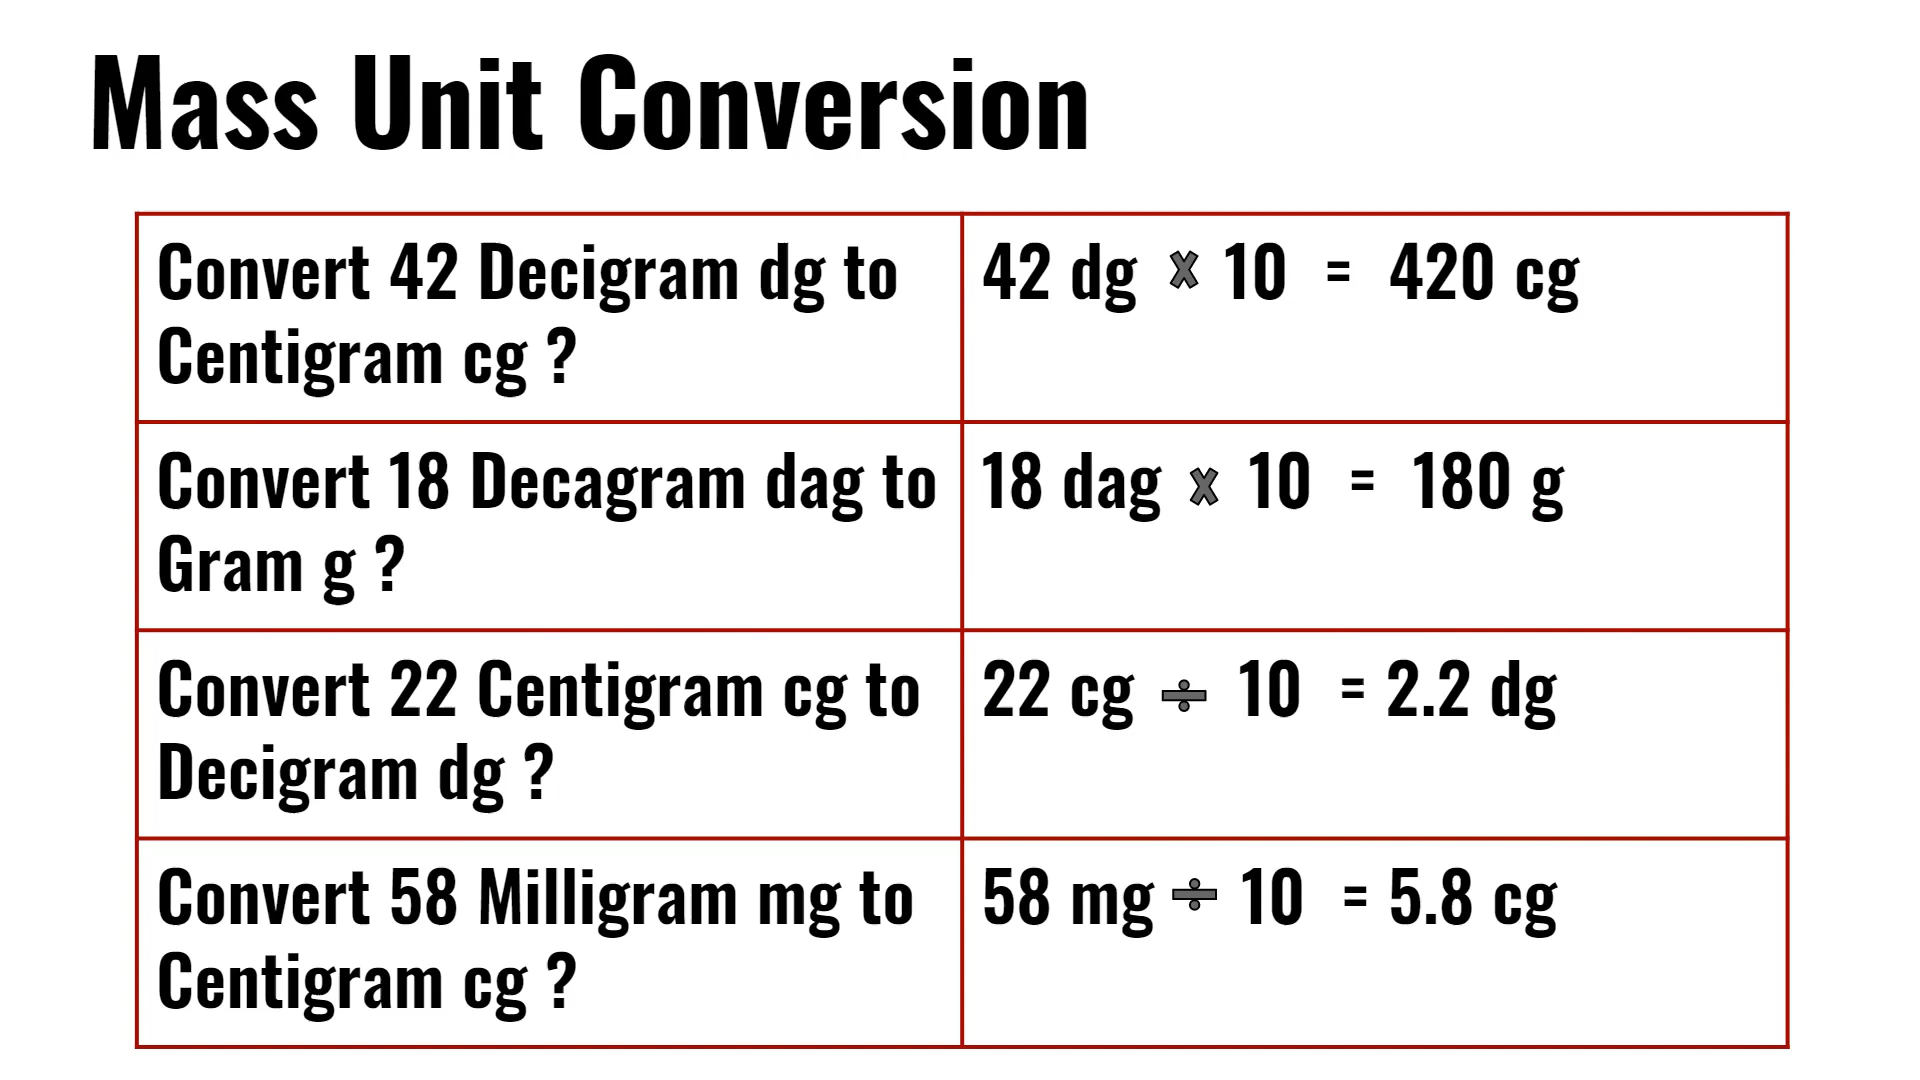 Mass Unit Conversion
Convert 42 Decigram dg to
Centigram cg ?
42 dg × 10 = 420 cg
Convert 18 Decagram dag to
Gram g ?
18 dag × 10 = 180 g
Convert 22 Centigram cg to
Decigram dg ?
22 cg ÷ 10 = 2.2 dg
Convert 58 Milligram mg to
Centigram cg ?
58 mg ÷ 10 = 5.8 cg